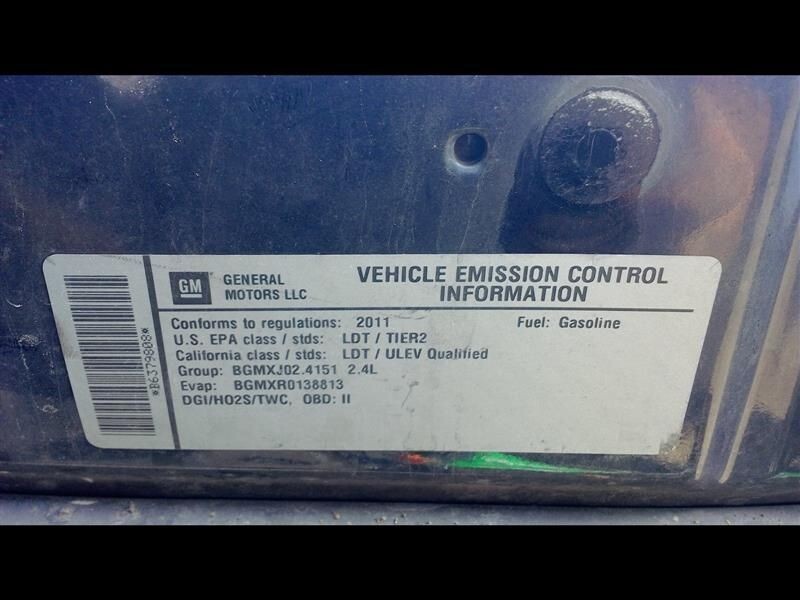 *B6379808*
GM
GENERAL
MOTORS LLC
VEHICLE EMISSION CONTROL
INFORMATION
Conforms to regulations: 2011 Fuel: Gasoline
U.S. EPA class / stds: LDT / TIER2
California class / stds: LDT / ULEV Qualified
Group: BGMXJ02.4151 2.4L
Evap: BGMXR0138813
DGI/HO2S/TWC, OBD: II